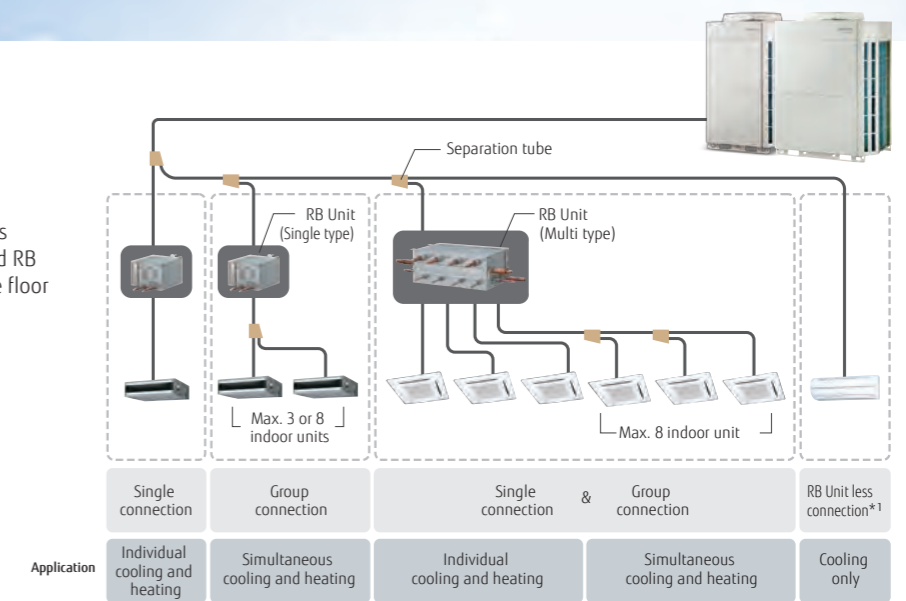 Separation tube
RB Unit
(Single type)
RB Unit
(Multi type)
s
d RB
e floor
Max. 3 or 8
indoor units
Max. 8 indoor unit
Single
connection
Group
connection
Single
connection
&
Group
connection
RB Unit less
connection*1
Application
Individual
cooling and
heating
Simultaneous
cooling and heating
Individual
cooling and heating
Simultaneous
cooling and heating
Cooling
only